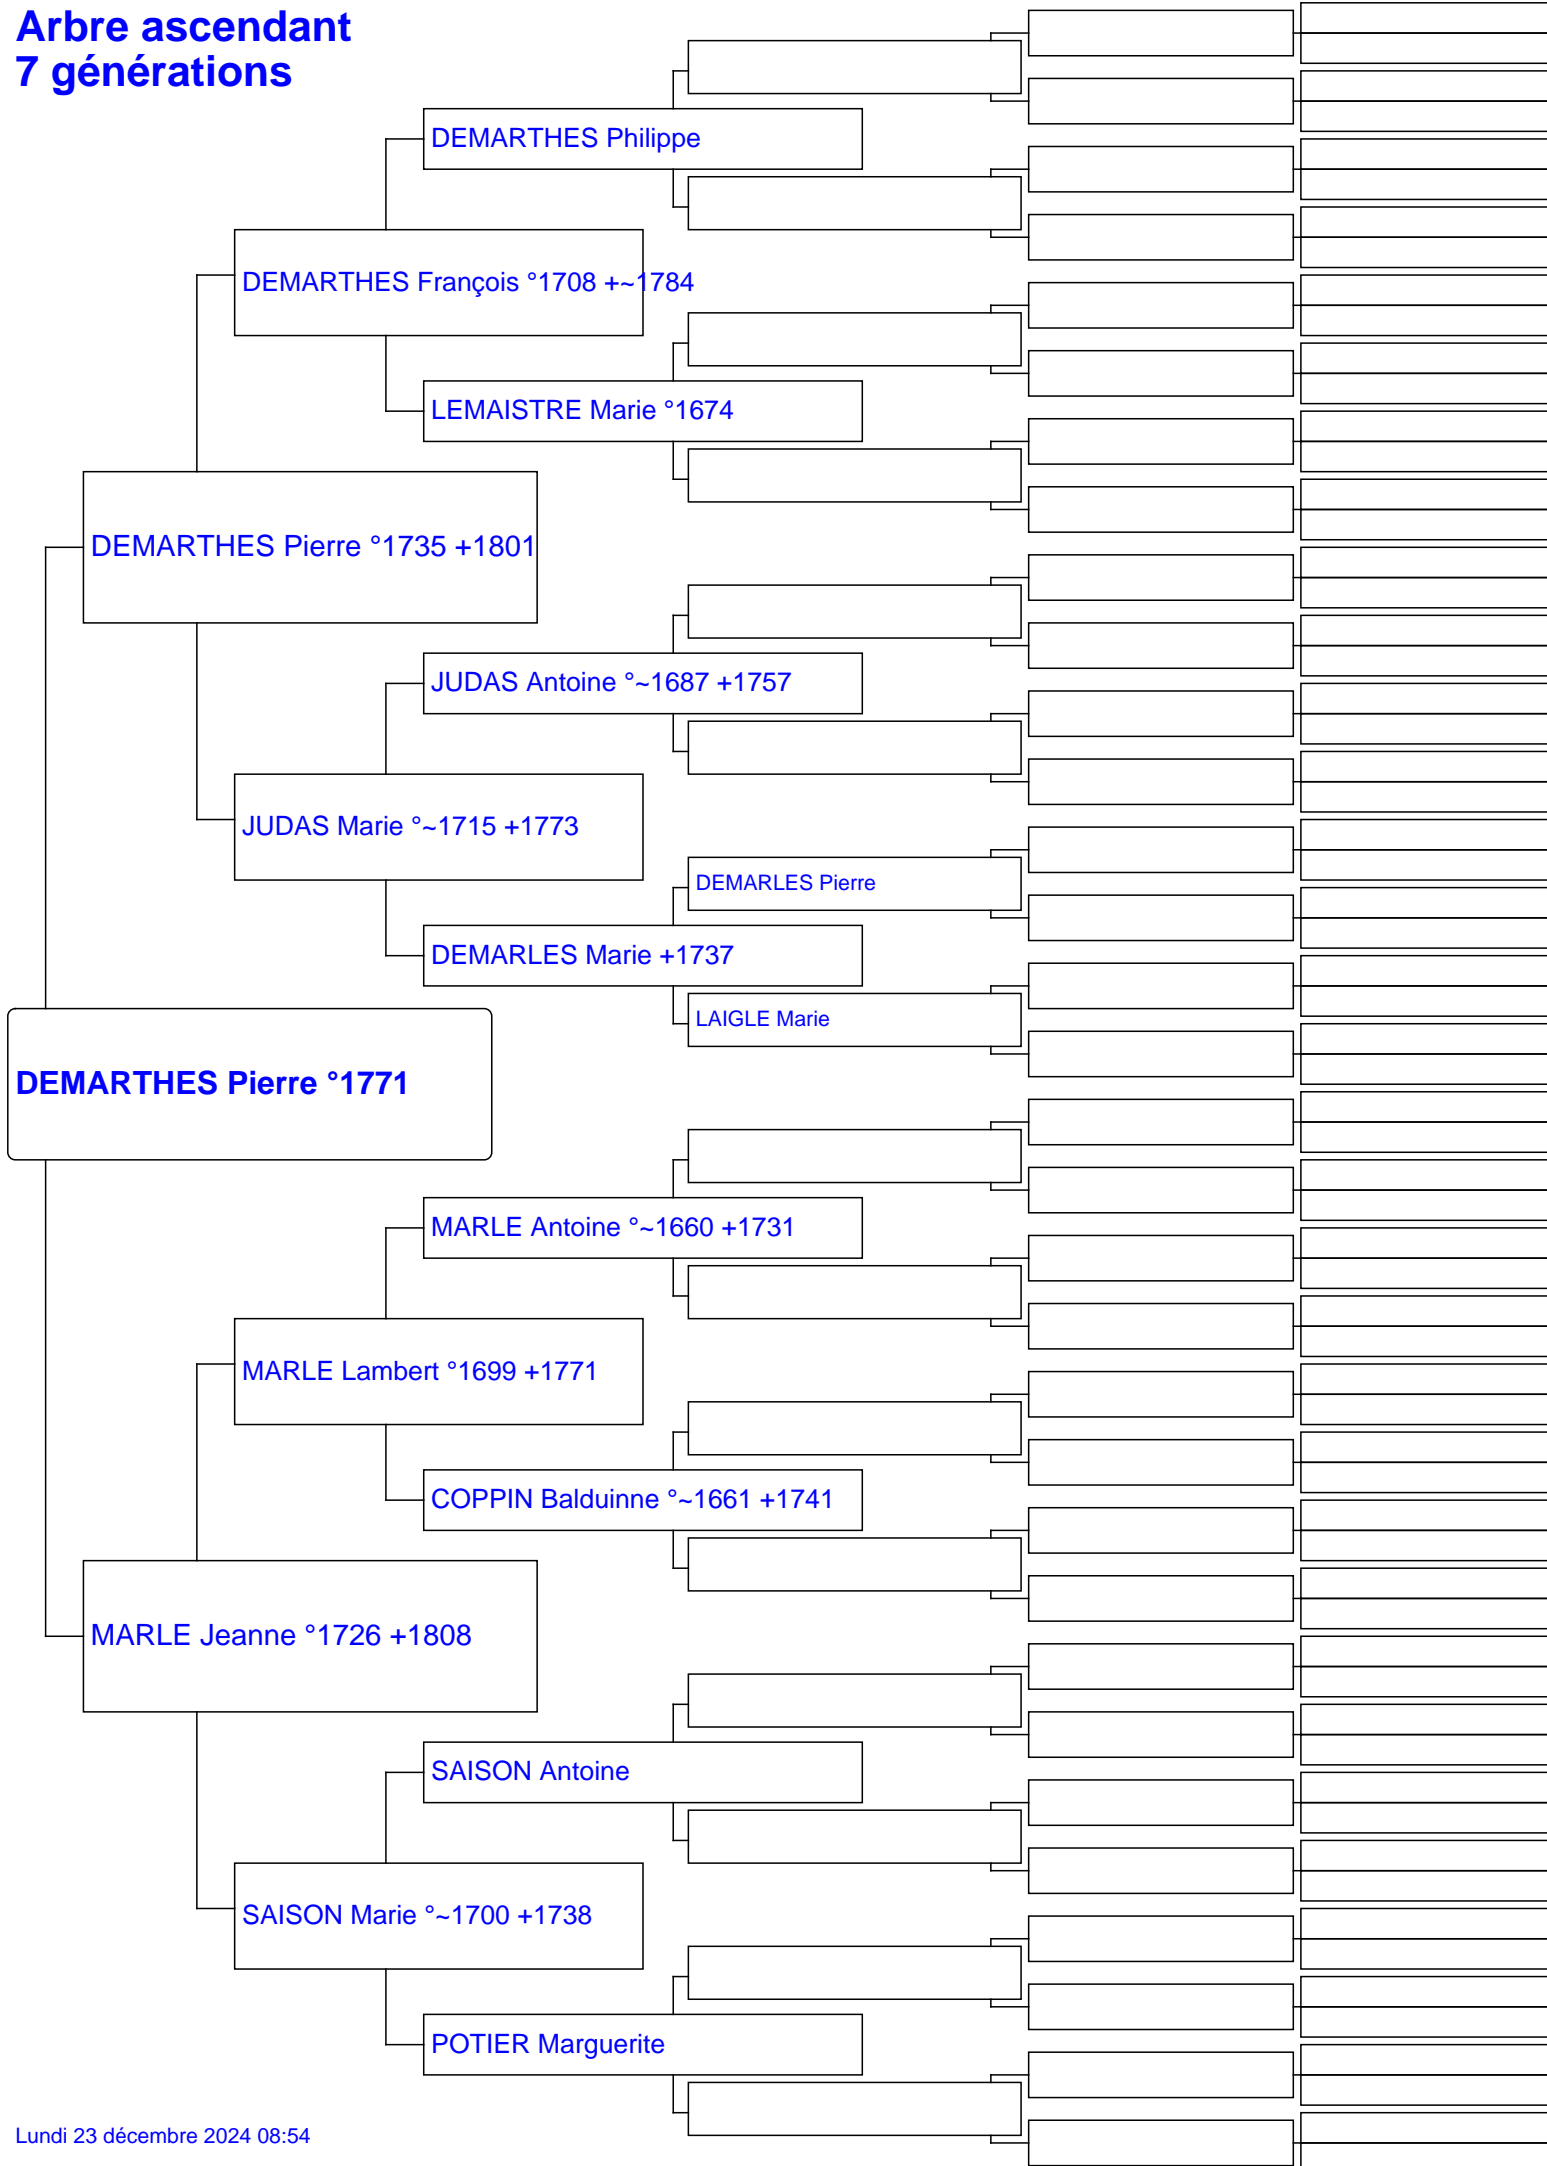 Arbre ascendant
7 générations
DEMARTHES Philippe
DEMARTHES François °1708 +~1784
LEMAISTRE Marie °1674
DEMARTHES Pierre °1735 +1801
JUDAS Antoine °~1687 +1757
JUDAS Marie °~1715 +1773
DEMARLES Pierre
DEMARLES Marie +1737
LAIGLE Marie
DEMARTHES Pierre °1771
MARLE Antoine °~1660 +1731
MARLE Lambert °1699 +1771
COPPIN Balduinne °~1661 +1741
MARLE Jeanne °1726 +1808
SAISON Antoine
SAISON Marie °~1700 +1738
POTIER Marguerite
Lundi 23 décembre 2024 08:54